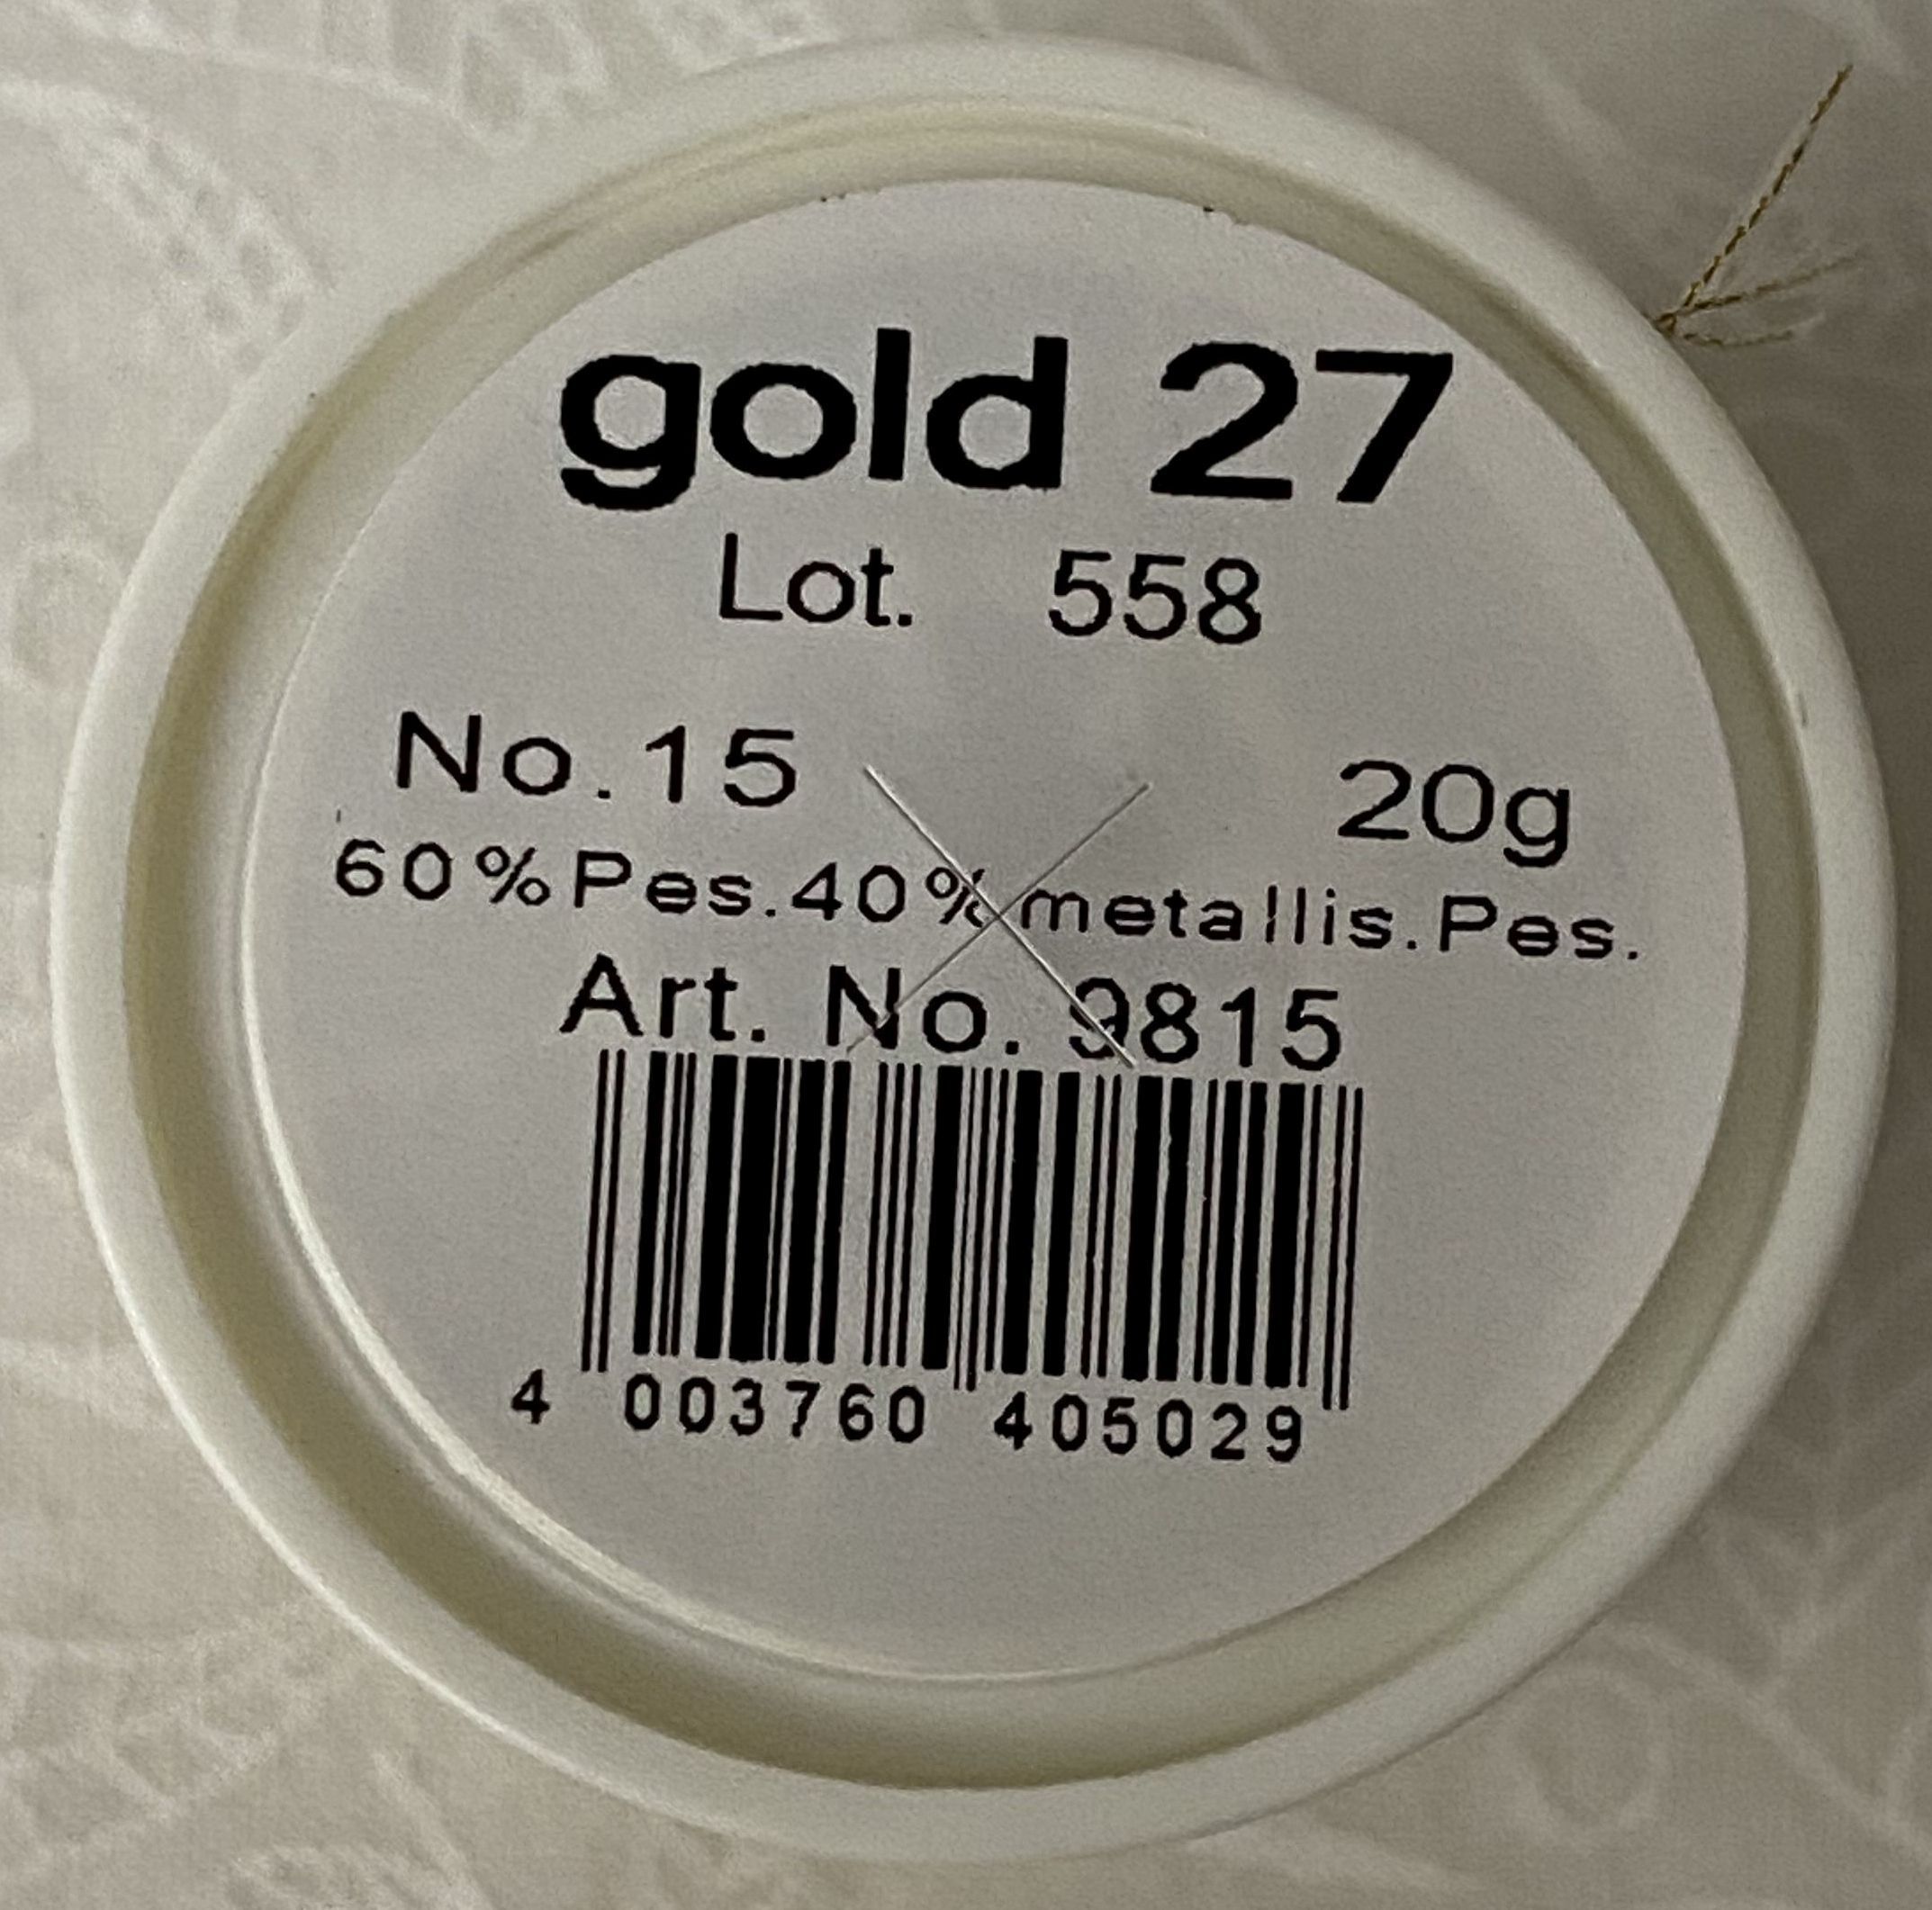 gold 27
Lot. 558
No.15 20g
60%Pes.40%metallis.Pes.
Art. No. 9815
4 003760 405029